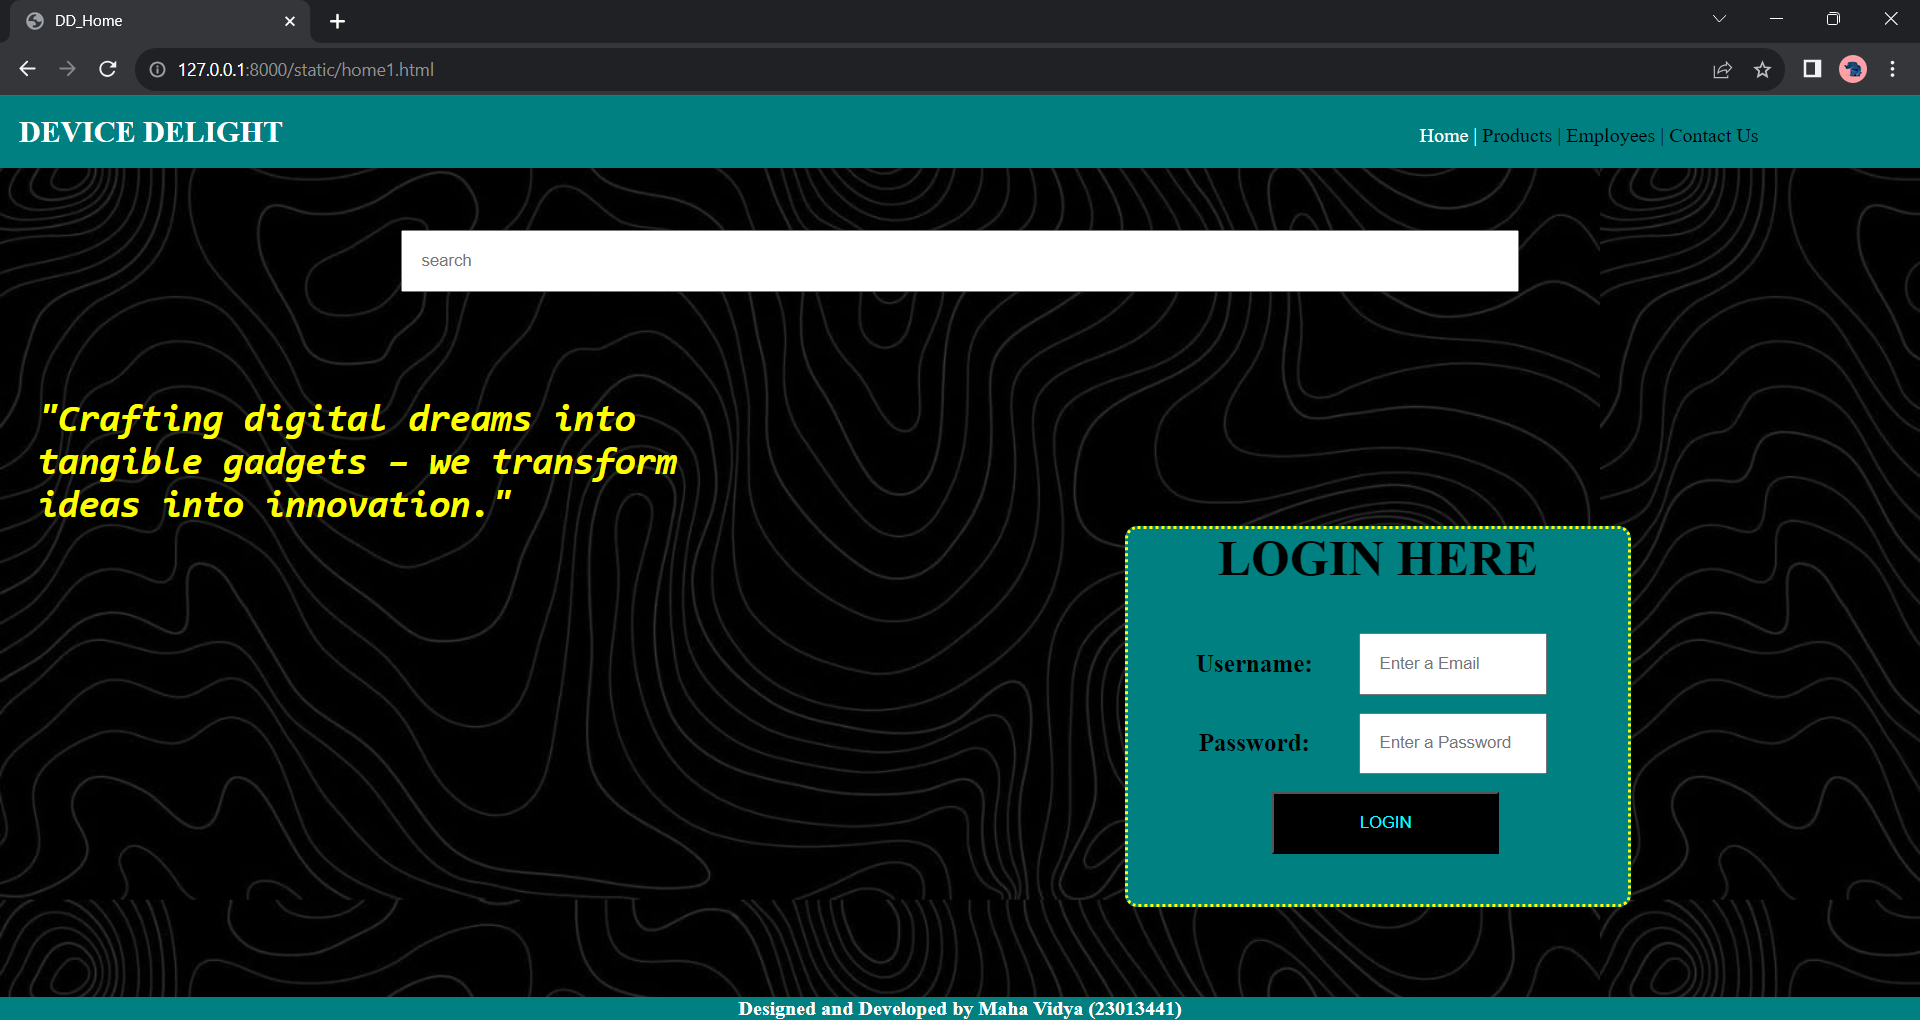 DD_Home
127.0.0.1:8000/static/home1.html
DEVICE DELIGHT
Home | Products | Employees | Contact Us
search
"Crafting digital dreams into
tangible gadgets – we transform
ideas into innovation."
LOGIN HERE
Username: Enter a Email
Password: Enter a Password
LOGIN
Designed and Developed by Maha Vidya (23013441)